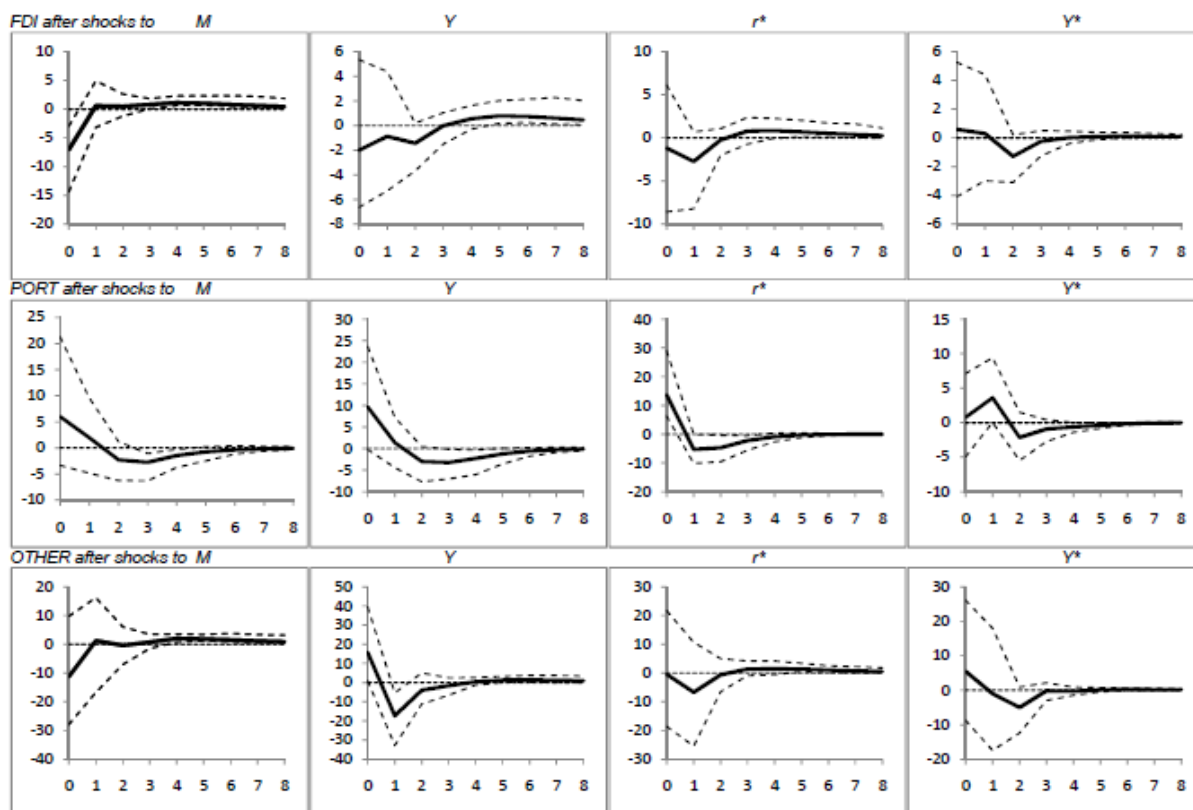 FDI after shocks to M Y r* Y*
10 6 10 6
5 4 5 4
0 2 0 2
-5 0 -5 0
-10 -2 -10 -2
-15 -4 -4
-20 -6 -6
-8
0 1 2 3 4 5 6 7 8 0 1 2 3 4 5 6 7 8 0 1 2 3 4 5 6 7 8 0 1 2 3 4 5 6 7 8
PORT after shocks to M Y r* Y*
25 30 40 15
20 25 30 10
15 20 20 5
10 15 10 0
5 10 0 -5
0 5 -10 -10
-5 0 -20
-10 -5
-10
0 1 2 3 4 5 6 7 8 0 1 2 3 4 5 6 7 8 0 1 2 3 4 5 6 7 8 0 1 2 3 4 5 6 7 8
OTHER after shocks to M Y r* Y*
20 50 30 30
10 40 20 20
0 30 10 10
-10 20 0 0
-20 10 -10 -10
-30 0 -20 -20
-40 -10 -30
-20
-30
-40
0 1 2 3 4 5 6 7 8 0 1 2 3 4 5 6 7 8 0 1 2 3 4 5 6 7 8 0 1 2 3 4 5 6 7 8